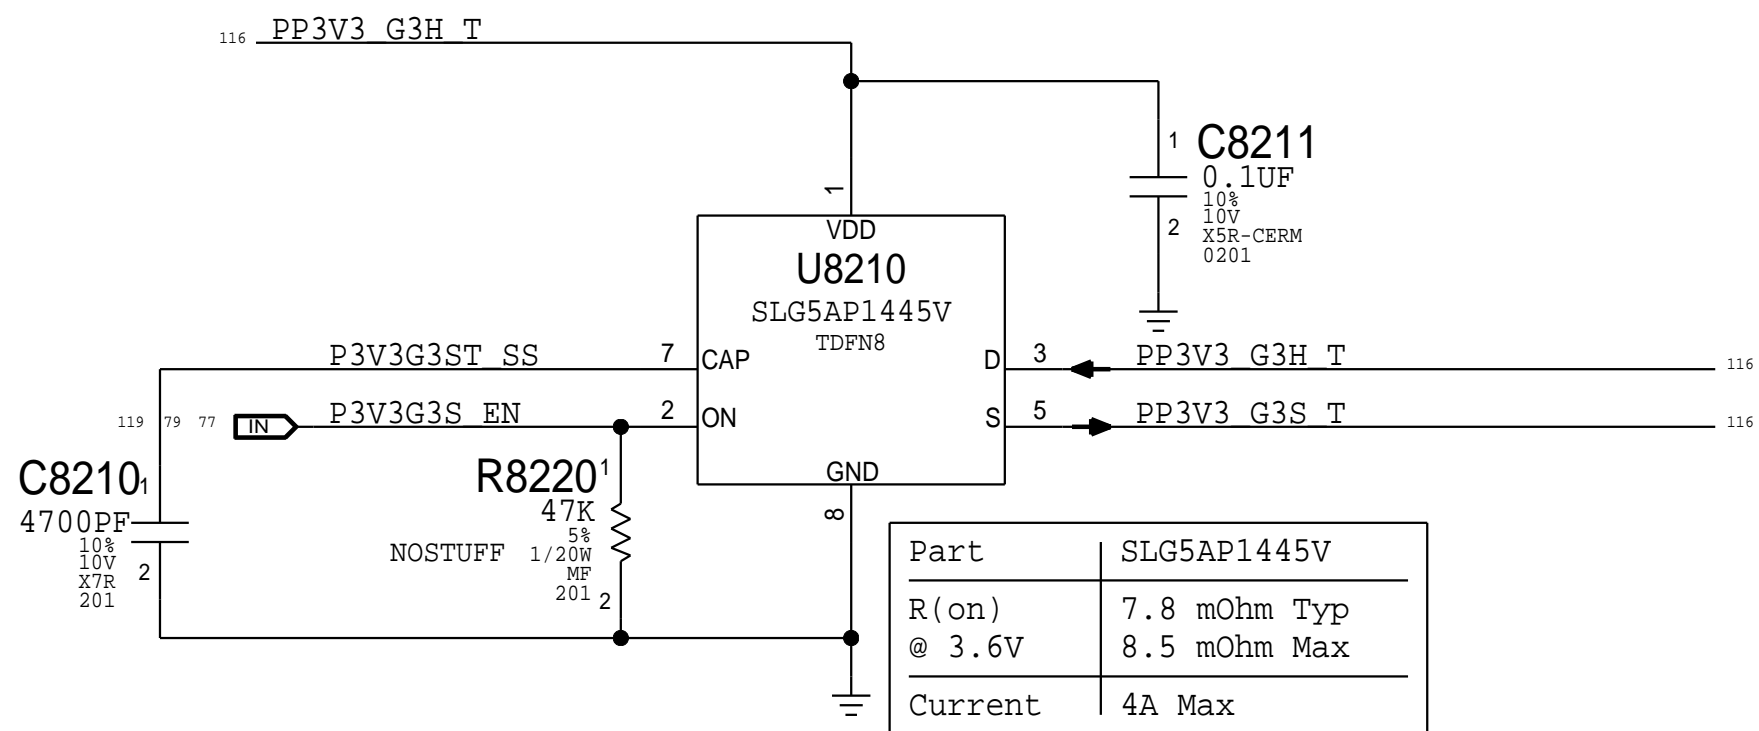 116 PP3V3_G3H_T
1 C8211
0.1UF
10%
10V
2 X5R-CERM
0201
1
VDD
U8210
SLG5AP1445V
TDFN8
P3V3G3ST_SS 7 CAP
D 3 PP3V3_G3H_T 116
119 79 77 IN P3V3G3S_EN 2 ON
S 5 PP3V3_G3S_T 116
GND
8
C8210 1
4700PF
10%
10V
X7R
201
2
R8220 1
47K
5%
NOSTUFF 1/20W
MF
201 2
Part SLG5AP1445V
R(on) 7.8 mOhm Typ
@ 3.6V 8.5 mOhm Max
Current 4A Max